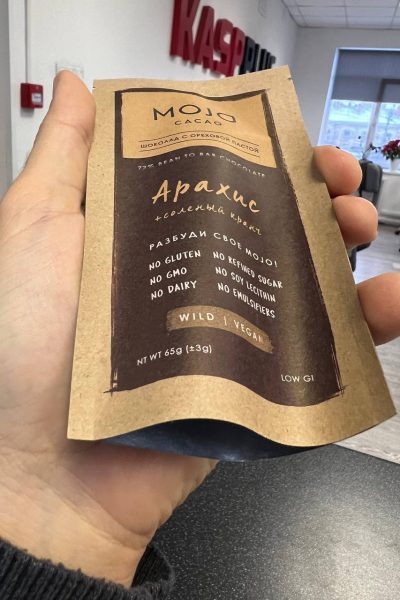 MOJO
CACAO
ШОКОЛАД С ОРЕХОВОЙ ПАСТОЙ
72% BEAN TO BAR CHOCOLATE
Арахис
+ соленый кранч
РАЗБУДИ СВОЕ MOJO!
NO GLUTEN
NO GMO
NO DAIRY
NO REFINED SUGAR
NO SOY LECITHIN
NO EMULSIFIERS
WILD | VEGAN
NT WT 65g (±3g)
LOW GI